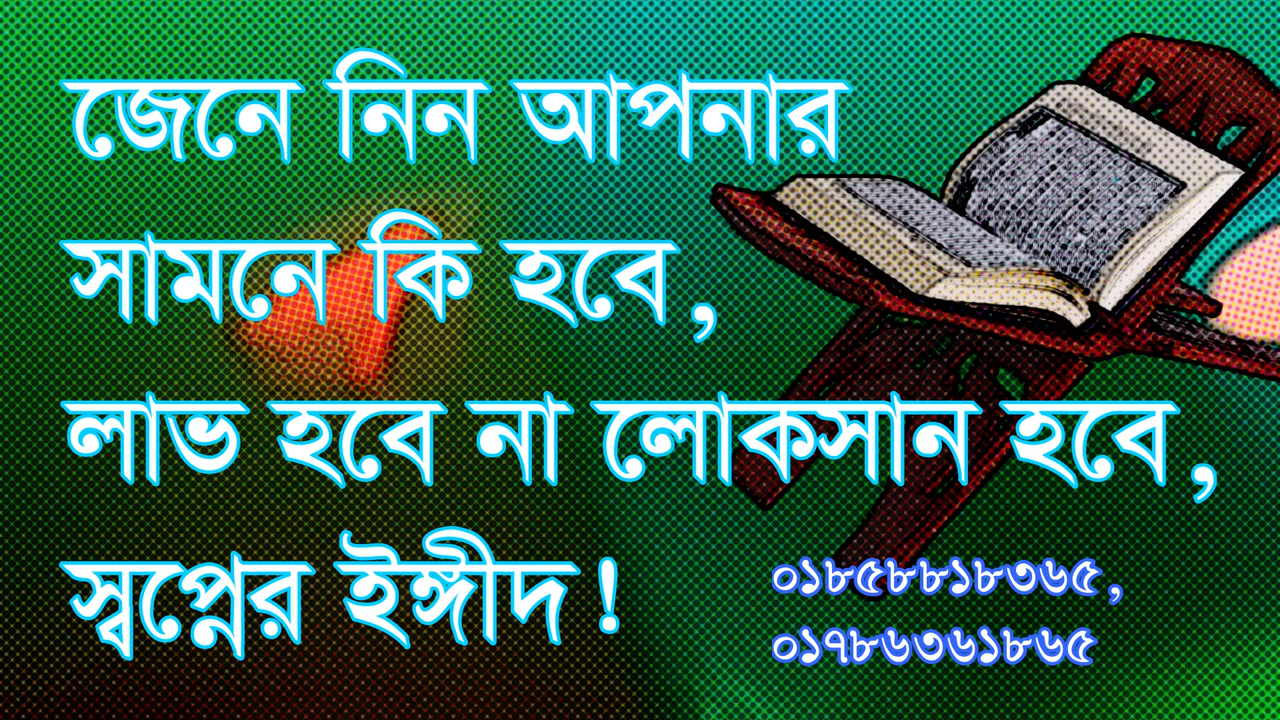 জেনে নিন আপনার
সামনে কি হবে,
লাভ হবে না লোকসান হবে,
স্বপ্নের ইঙ্গীদ!
০১৮৫৮৮১৮৩৬৫,
০১৭৮৬৩৬১৮৬৫